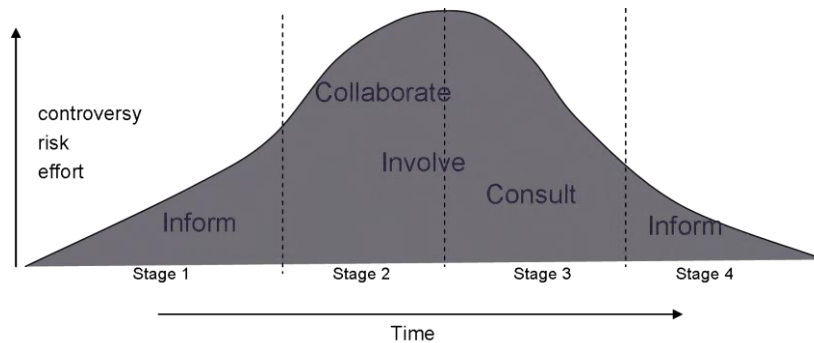 controversy
risk
effort
Collaborate
Involve
Consult
Inform
Inform
Stage 1
Stage 2
Stage 3
Stage 4
Time